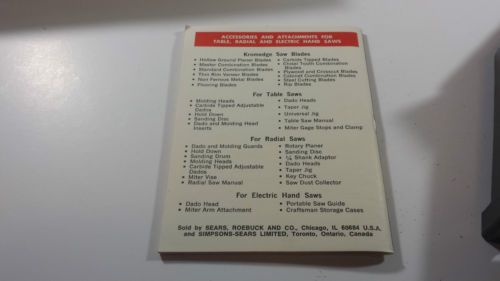 ACCESSORIES AND ATTACHMENTS FOR
TABLE, RADIAL AND ELECTRIC HAND SAWS
Kromedge Saw Blades
• Hollow Ground Planer Blades
• Master Combination Blades
• Standard Combination Blades
• Thin Rim Veneer Blades
• Non Ferrous Metal Blades
• Flooring Blades
• Carbide Tipped Blades
• Chisel Tooth Combination
Blades
• Plywood and Crosscut Blades
• Cabinet Combination Blades
• Steel Cutting Blades
• Rip Blades
For Table Saws
• Molding Heads
• Carbide Tipped Adjustable
Dados
• Hold Down
• Sanding Disc
• Dado and Molding Head
Inserts
• Dado Heads
• Taper Jig
• Universal Jig
• Table Saw Manual
• Miter Gage Stops and Clamp
For Radial Saws
• Dado and Molding Guards
• Hold Down
• Sanding Drum
• Molding Heads
• Carbide Tipped Adjustable
Dados
• Miter Vise
• Radial Saw Manual
• Rotary Planer
• Sanding Disc
• ¼ Shank Adaptor
• Dado Heads
• Taper Jig
• Key Chuck
• Saw Dust Collector
For Electric Hand Saws
• Dado Head
• Miter Arm Attachment
• Portable Saw Guide
• Craftsman Storage Cases
Sold by SEARS, ROEBUCK AND CO., Chicago, IL 60684 U.S.A.
and SIMPSONS-SEARS LIMITED, Toronto, Ontario, Canada